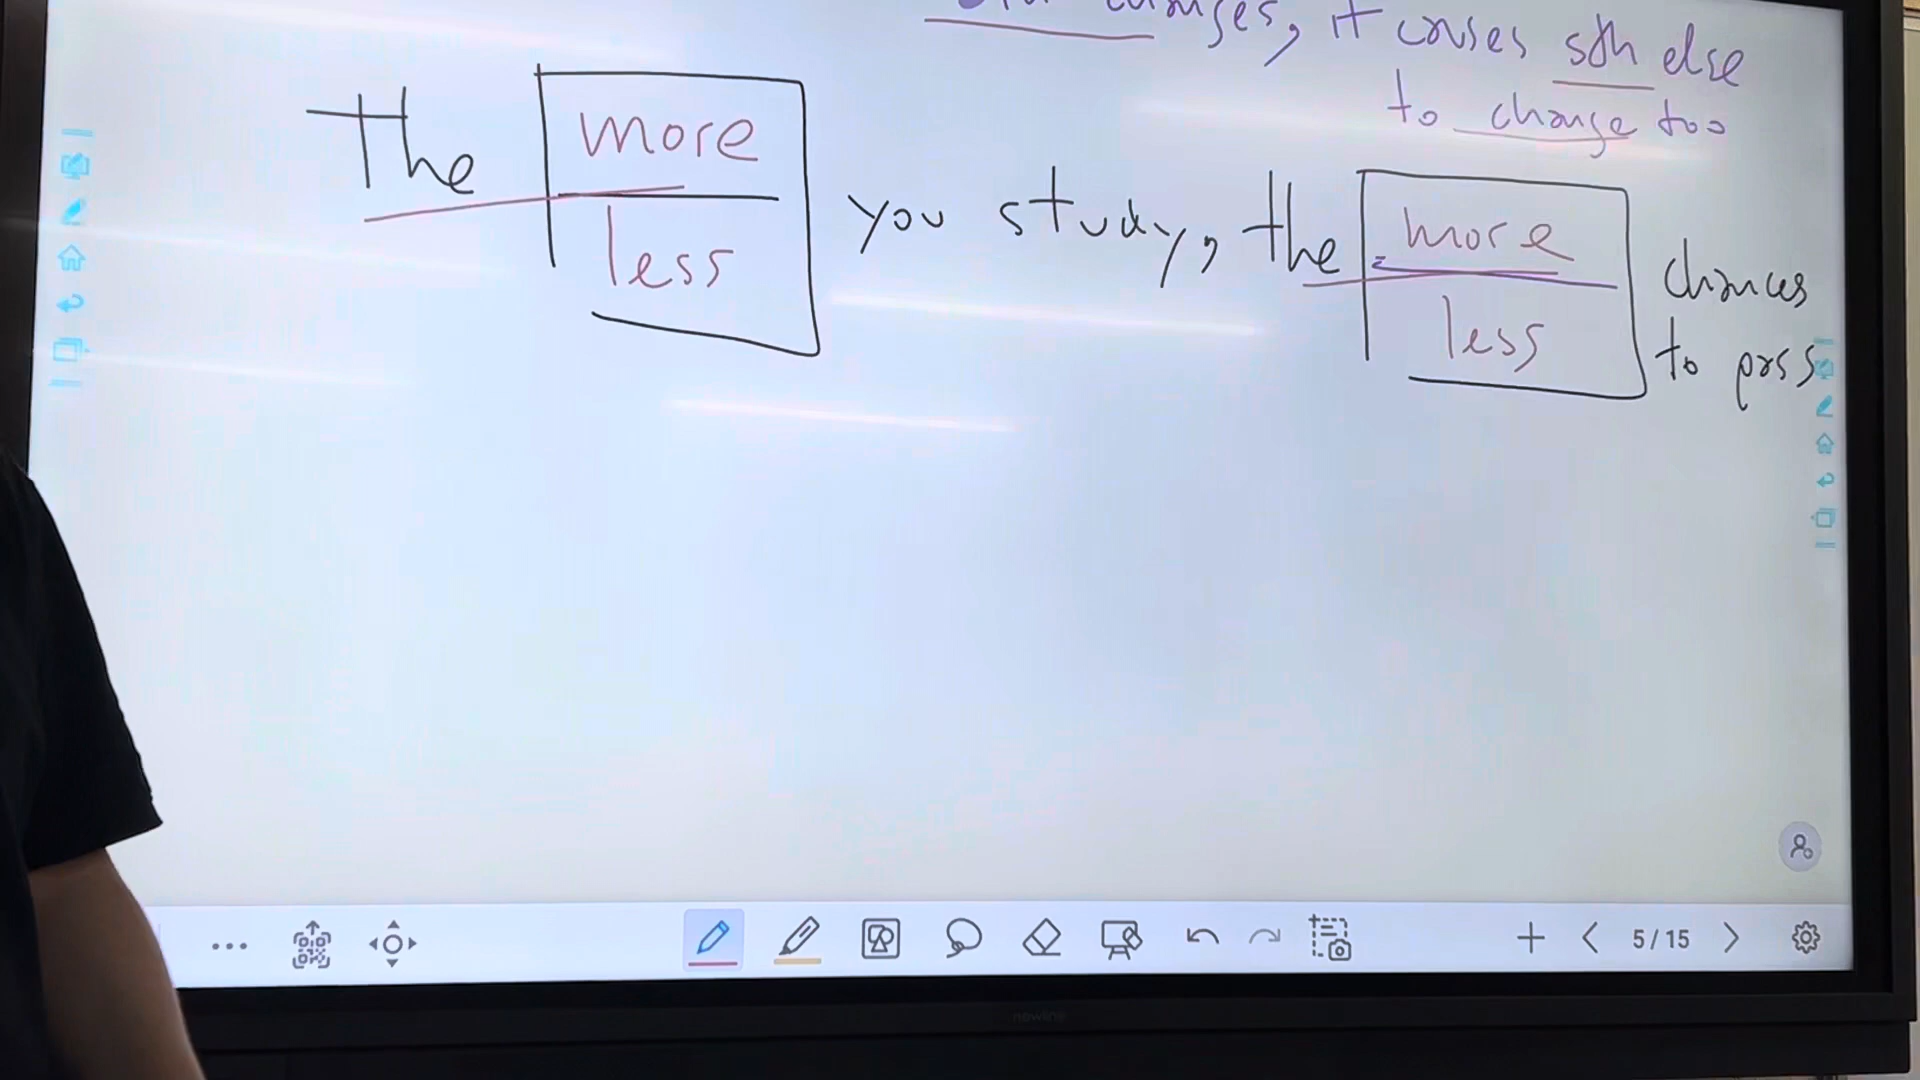 changes, it causes sth else
to change too
The more you study, the more chances
less less to pass
5/15
newline